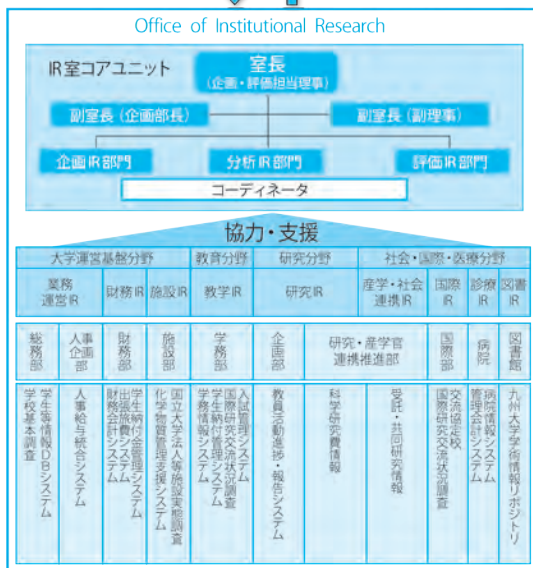 Office of Institutional Research
IR室コアユニット
室長
(企画・評価担当理事)
副室長(企画部長)
副室長(副理事)
企画IR部門
分析IR部門
評価IR部門
コーディネータ
協力・支援
大学運営基盤分野
教育分野
研究分野
社会・国際・医療分野
業務
運営IR
財務IR
施設IR
教学IR
研究IR
産学・社会
連携IR
国際
IR
診療
IR
図書
IR
総務部
人事企画部
財務部
施設部
学務部
企画部
研究・産学官
連携推進部
国際部
病院
図書館
学生等情報DBシステム
学校基本調査
人事給与統合システム
学生納付金管理システム
出張旅費システム
財務会計システム
国立大学法人等施設実態調査
化学物質管理支援システム
入試管理システム
国際研究交流状況調査
学生納付管理システム
学務情報システム
教員活動進捗・報告システム
科学研究費情報
受託・共同研究情報
交流協定校
国際研究交流状況調査
病院情報システム
管理会計システム
九州大学学術情報リポジトリ